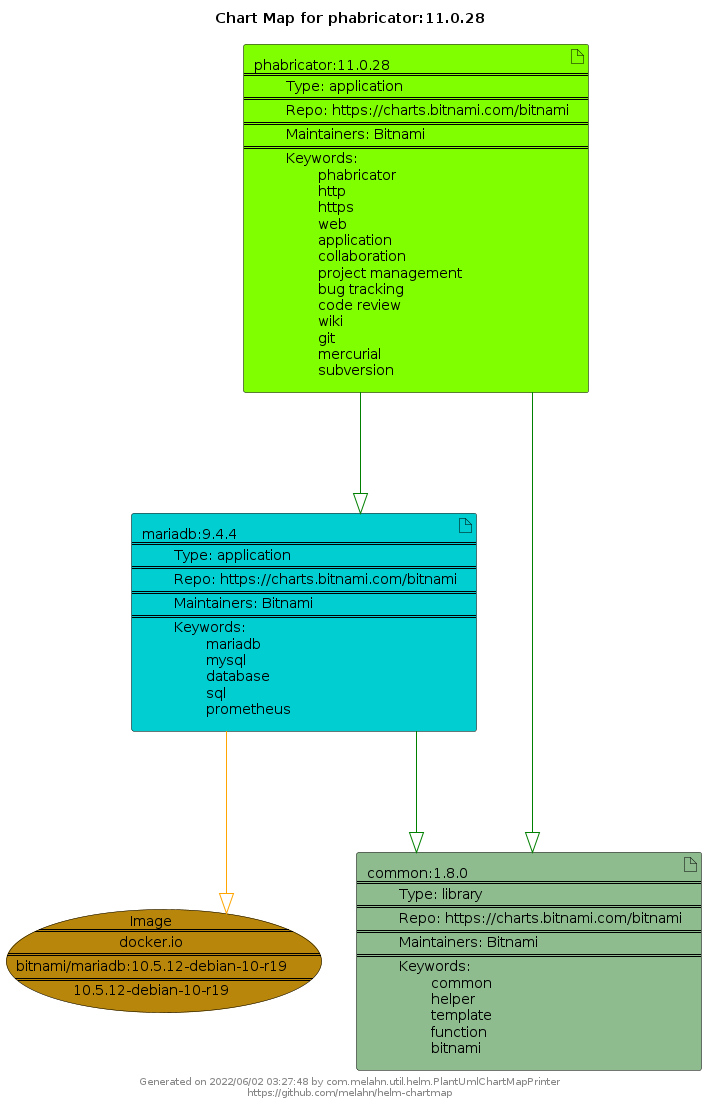 Chart Map for phabricator:11.0.28
phabricator:11.0.28
Type: application
Repo: https://charts.bitnami.com/bitnami
Maintainers: Bitnami
Keywords:
phabricator
http
https
web
application
collaboration
project management
bug tracking
code review
wiki
git
mercurial
subversion
mariadb:9.4.4
Type: application
Repo: https://charts.bitnami.com/bitnami
Maintainers: Bitnami
Keywords:
mariadb
mysql
database
sql
prometheus
Image
docker.io
bitnami/mariadb:10.5.12-debian-10-r19
10.5.12-debian-10-r19
common:1.8.0
Type: library
Repo: https://charts.bitnami.com/bitnami
Maintainers: Bitnami
Keywords:
common
helper
template
function
bitnami
Generated on 2022/06/02 03:27:48 by com.melahn.util.helm.PlantUmlChartMapPrinter
https://github.com/melahn/helm-chartmap